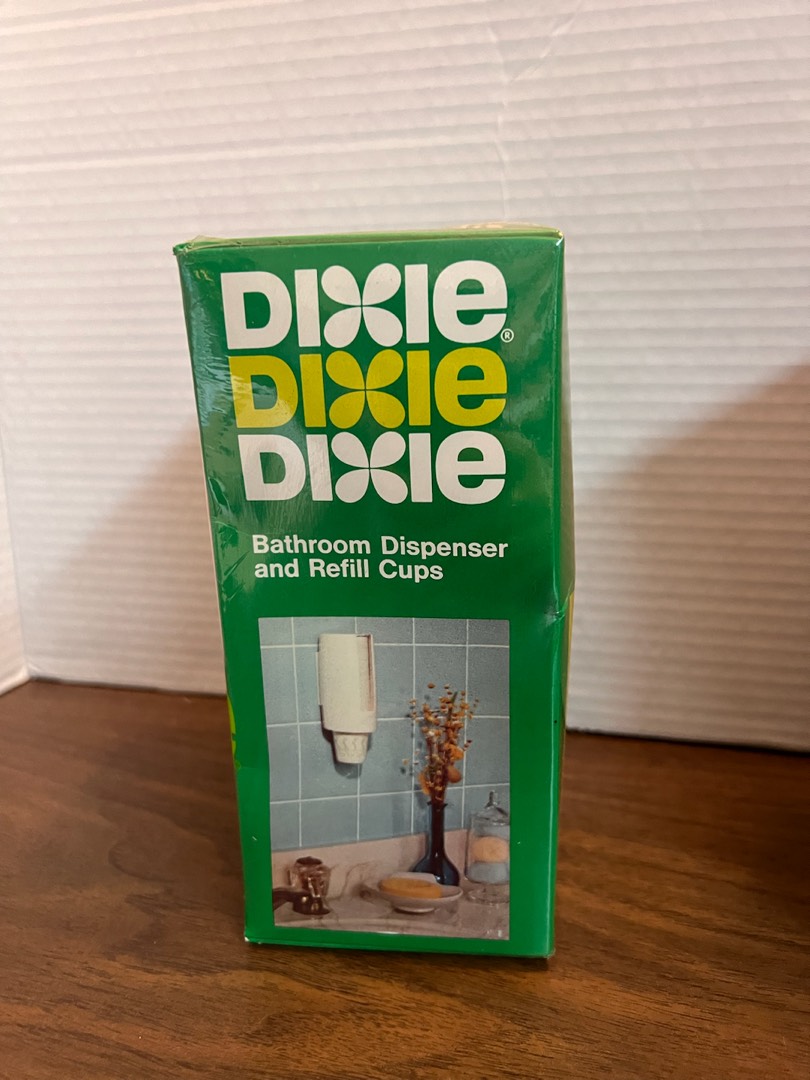 DIXIE®
DIXIE
DIXIE
Bathroom Dispenser
and Refill Cups